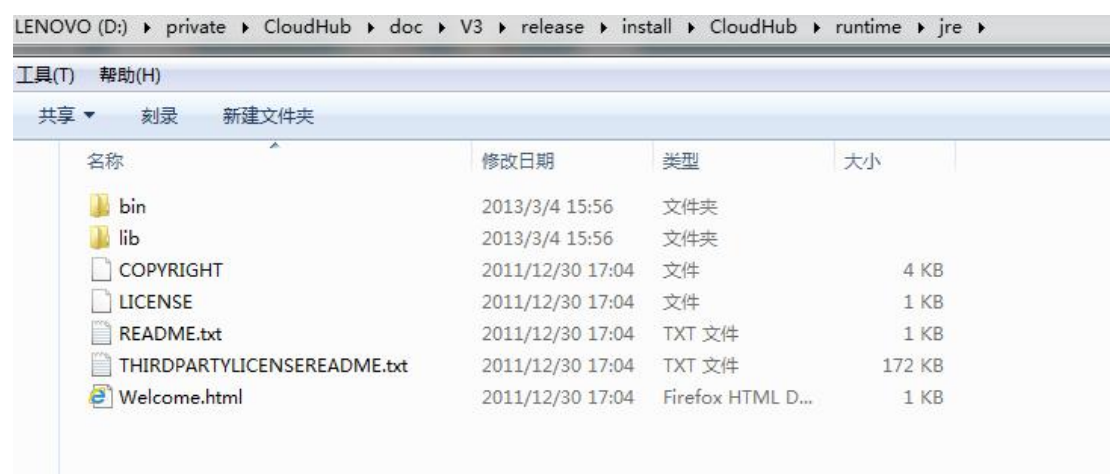 LENOVO (D:) ▸ private ▸ CloudHub ▸ doc ▸ V3 ▸ release ▸ install ▸ CloudHub ▸ runtime ▸ jre ▸
工具(T) 帮助(H)
共享 刻录 新建文件夹
名称 修改日期 类型 大小
bin 2013/3/4 15:56 文件夹
lib 2013/3/4 15:56 文件夹
COPYRIGHT 2011/12/30 17:04 文件 4 KB
LICENSE 2011/12/30 17:04 文件 1 KB
README.txt 2011/12/30 17:04 TXT 文件 1 KB
THIRDPARTYLICENSEREADME.txt 2011/12/30 17:04 TXT 文件 172 KB
Welcome.html 2011/12/30 17:04 Firefox HTML D... 1 KB